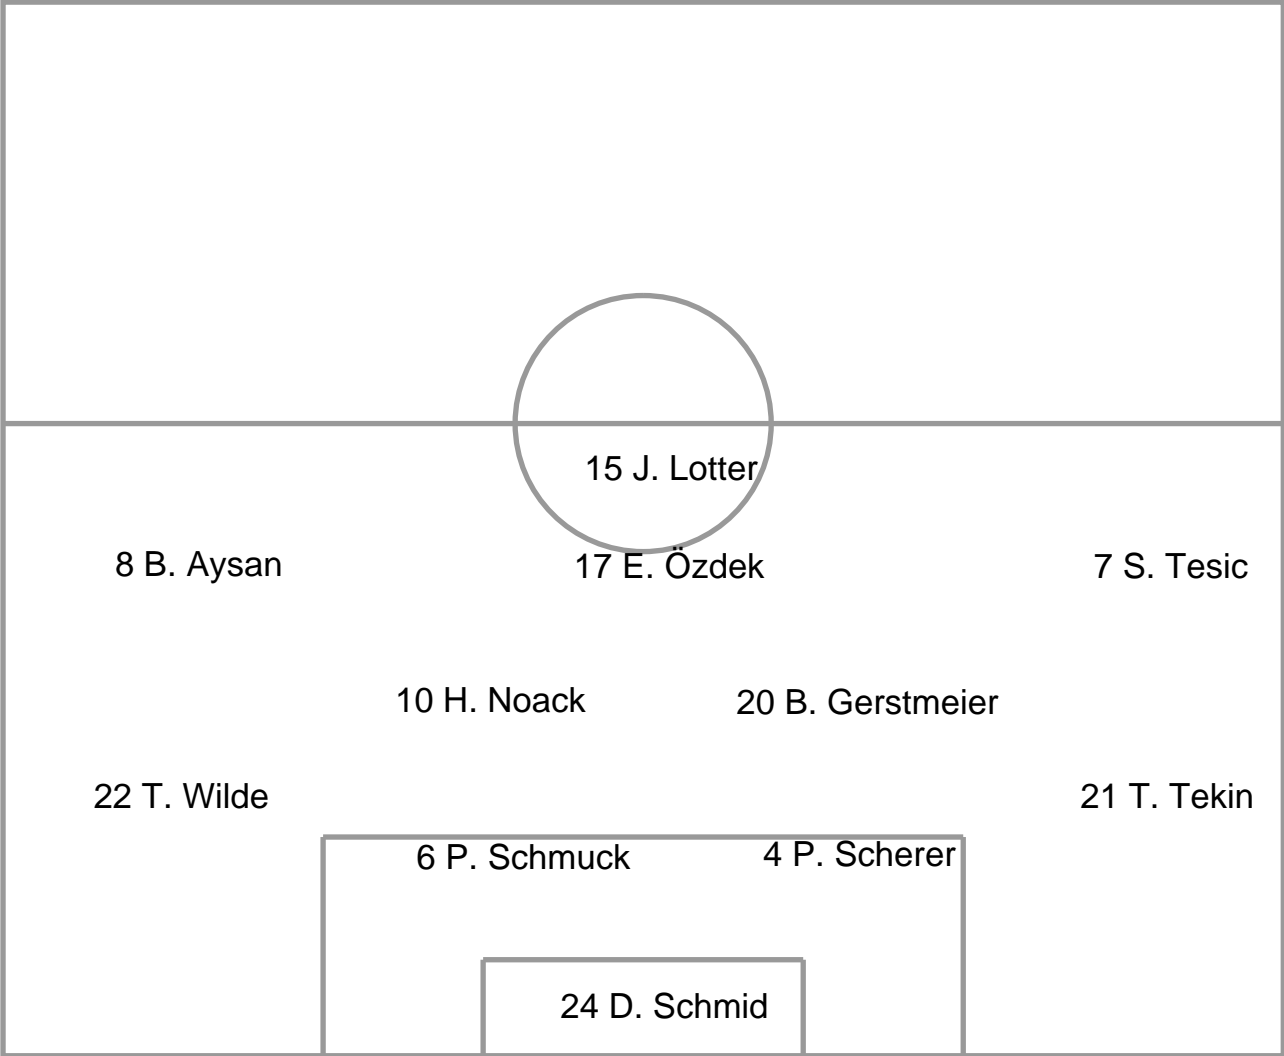 15 J. Lotter
8 B. Aysan
17 E. Özdek
7 S. Tesic
10 H. Noack
20 B. Gerstmeier
22 T. Wilde
21 T. Tekin
6 P. Schmuck
4 P. Scherer
24 D. Schmid